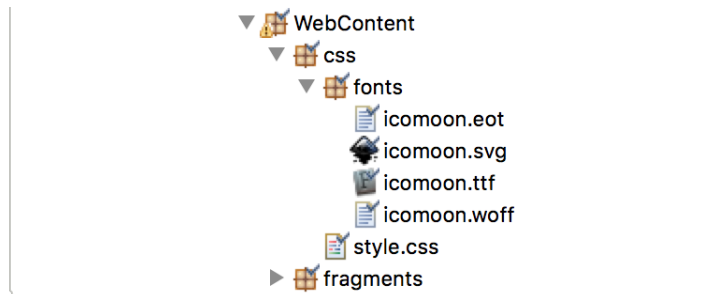 WebContent
css
fonts
icomoon.eot
icomoon.svg
icomoon.ttf
icomoon.woff
style.css
fragments